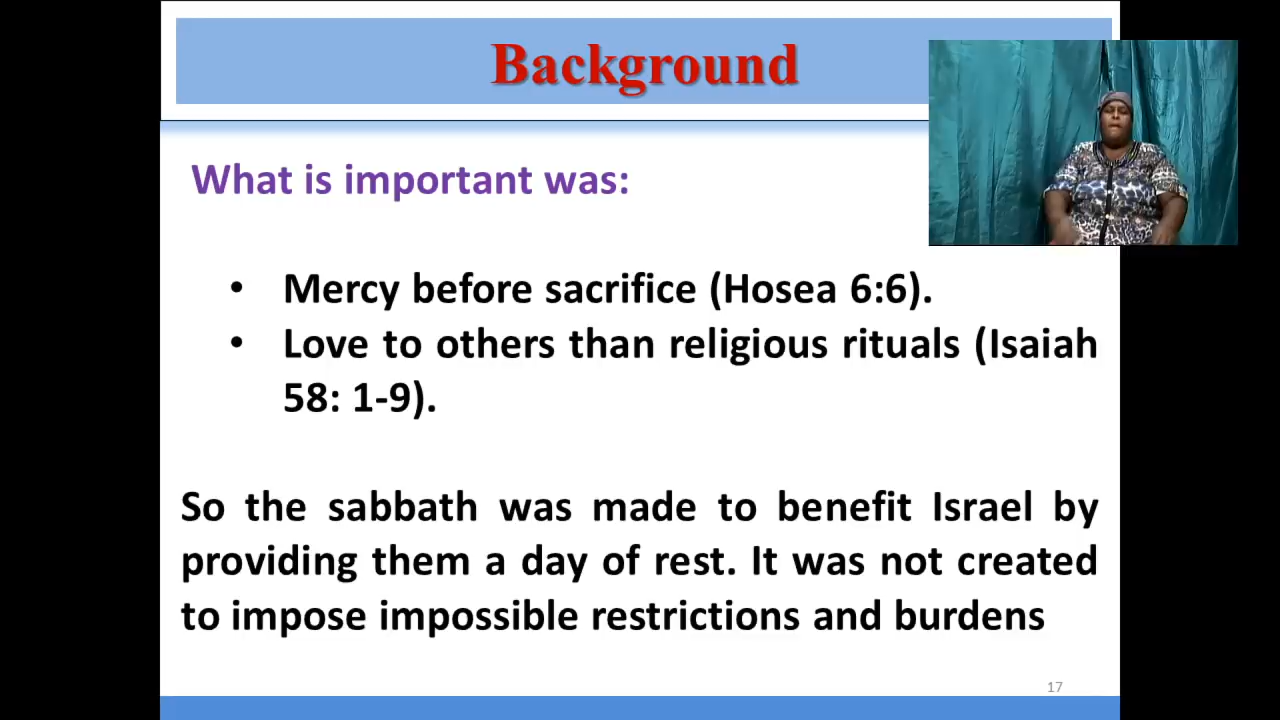 Background
What is important was:
• Mercy before sacrifice (Hosea 6:6).
• Love to others than religious rituals (Isaiah
58: 1-9).
So the sabbath was made to benefit Israel by
providing them a day of rest. It was not created
to impose impossible restrictions and burdens
17